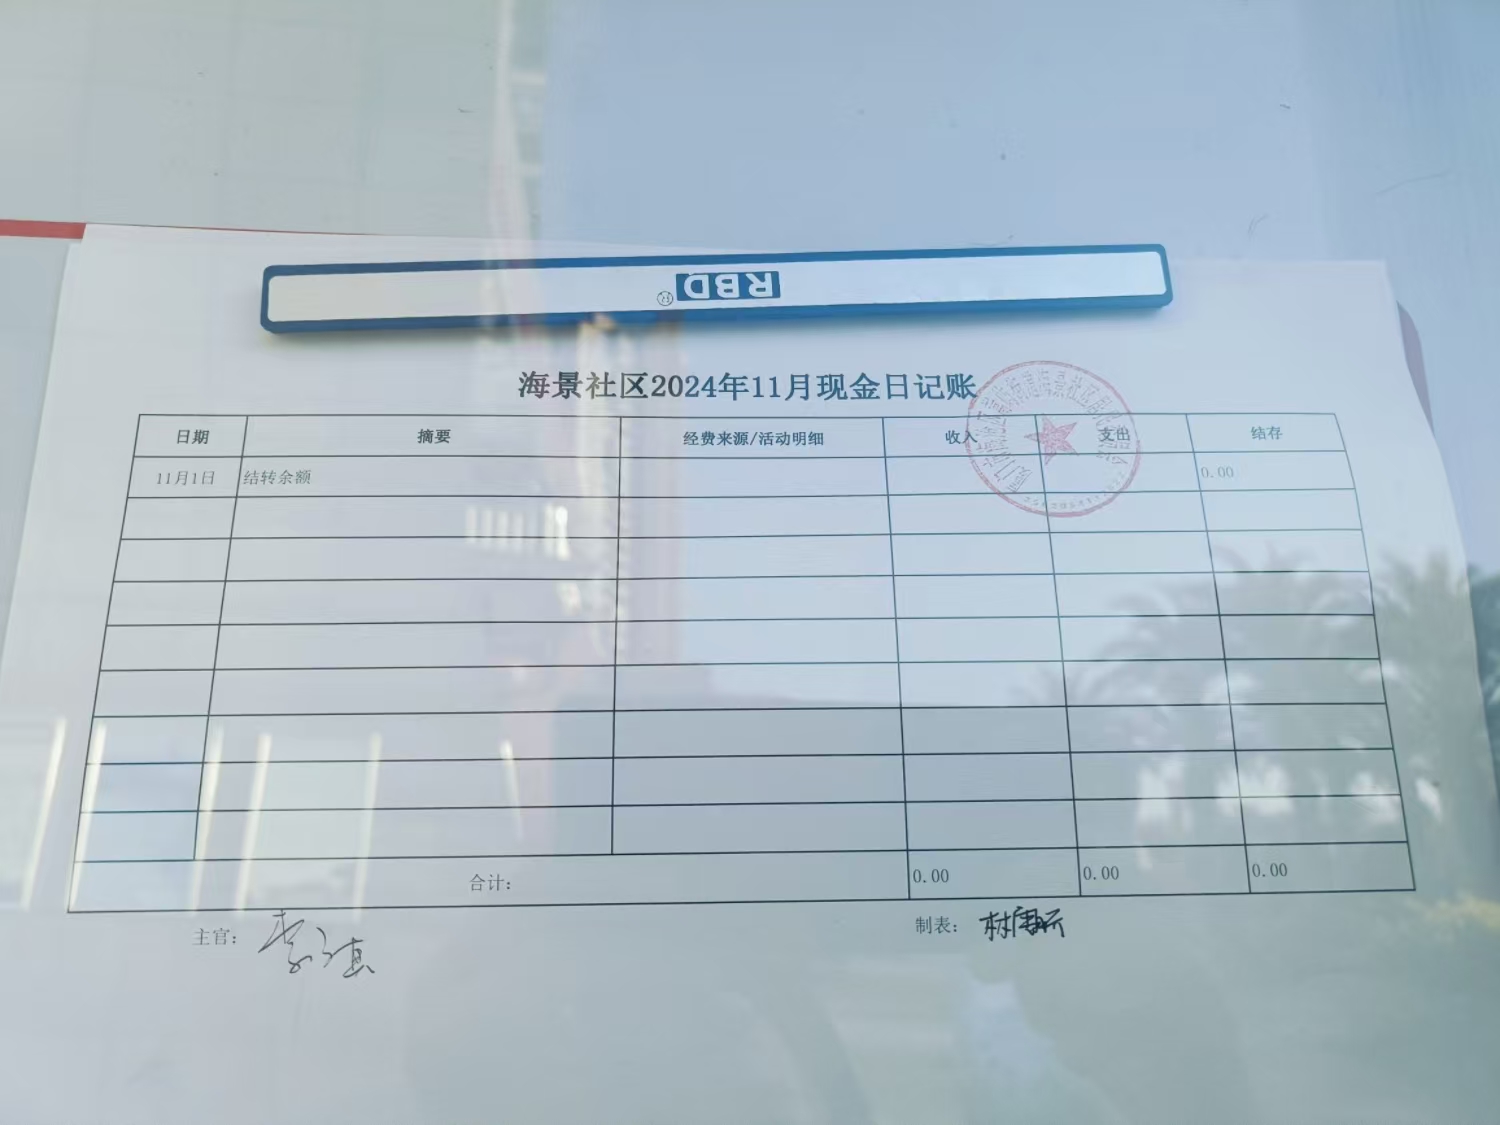 RBD®
海景社区2024年11月现金日记账
日期 摘要 经费来源/活动明细 收入 支出 结存
11月1日 结转余额 0.00
合计： 0.00 0.00 0.00
主官： 制表：